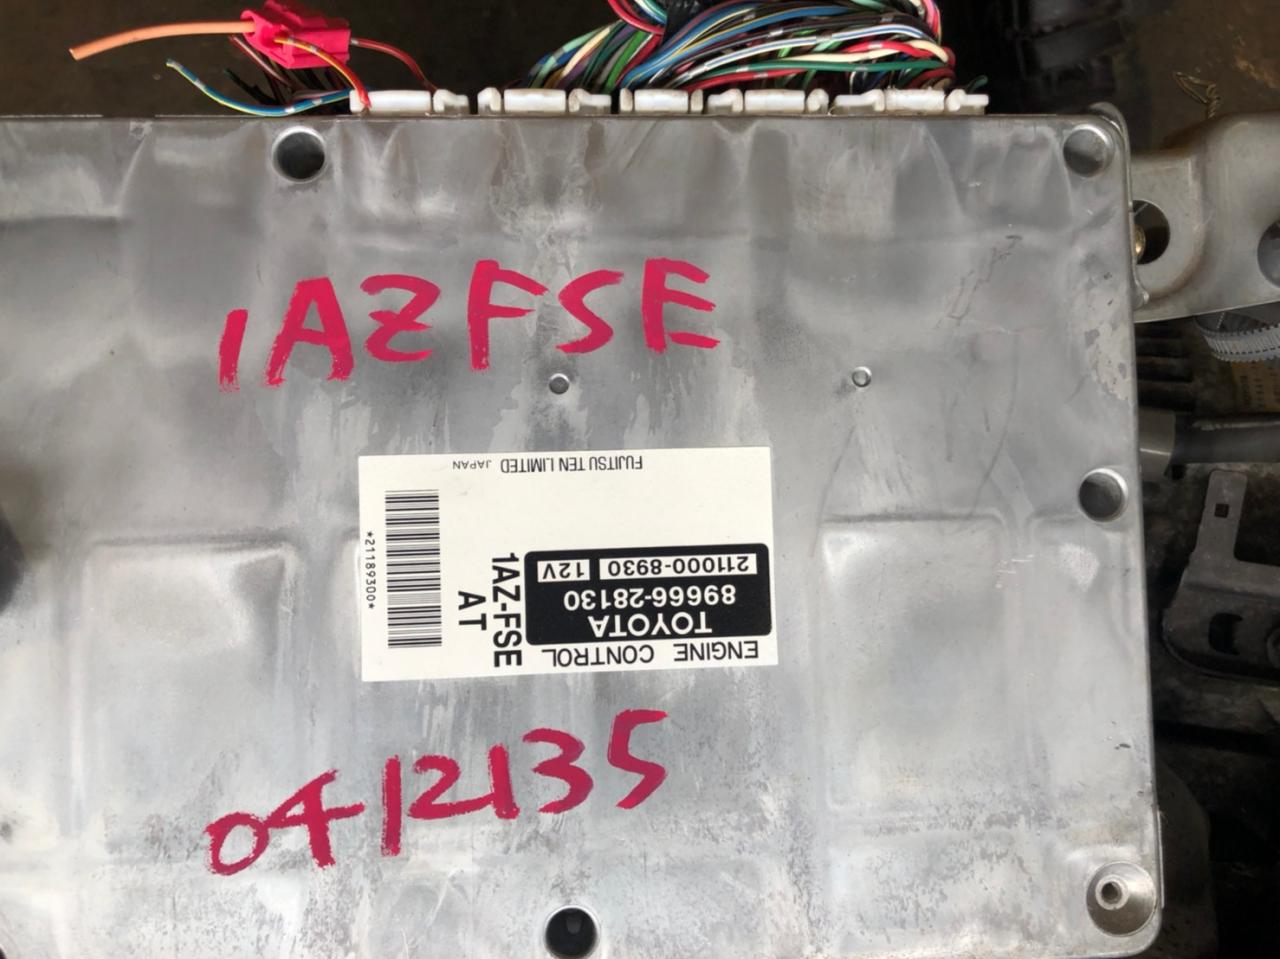 1AZFSE
ENGINE CONTROL
TOYOTA
89666-28130
211000-8930 12V
1AZ-FSE
AT
*21189300*
FUJITSU TEN LIMITED JAPAN
0412135